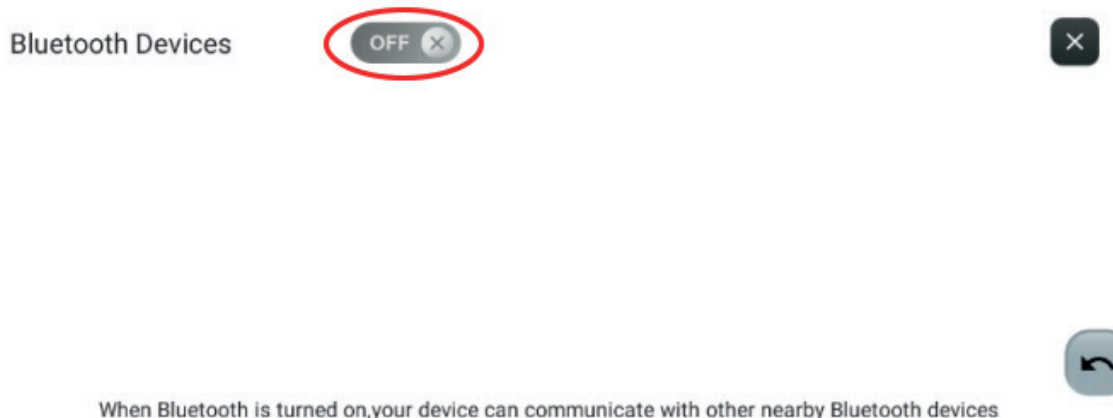 Bluetooth Devices OFF
When Bluetooth is turned on,your device can communicate with other nearby Bluetooth devices